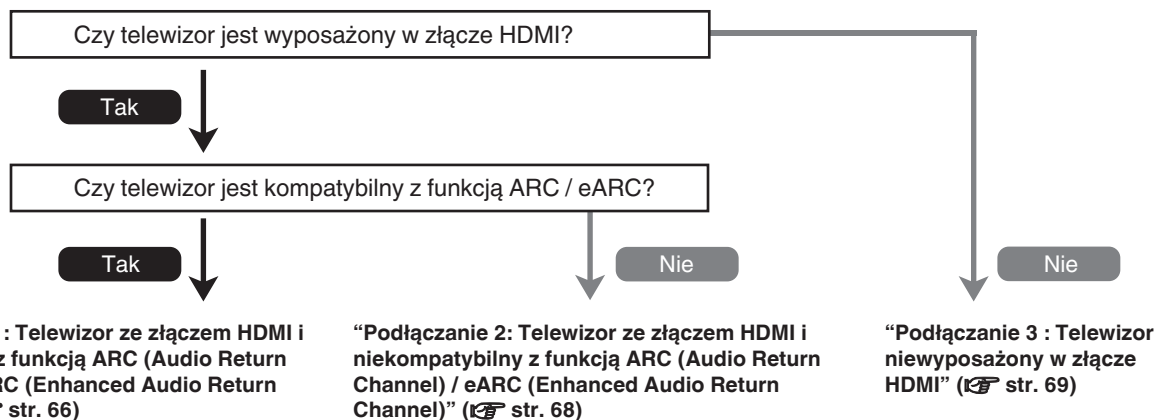 Czy telewizor jest wyposażony w złącze HDMI?
Tak
Czy telewizor jest kompatybilny z funkcją ARC / eARC?
Tak
Nie
Nie
: Telewizor ze złączem HDMI i
z funkcją ARC (Audio Return
RC (Enhanced Audio Return
str. 66)
“Podłączanie 2: Telewizor ze złączem HDMI i
niekompatybilny z funkcją ARC (Audio Return
Channel) / eARC (Enhanced Audio Return
Channel)” (☞ str. 68)
“Podłączanie 3 : Telewizor
niewyposażony w złącze
HDMI” (☞ str. 69)